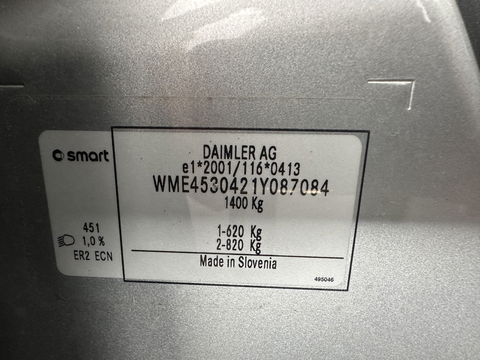 smart
451
1,0 %
ER2 ECN
DAIMLER AG
e1*2001/116*0413
WME4530421Y087084
1400 Kg
1-620 Kg
2-820 Kg
Made in Slovenia
495046